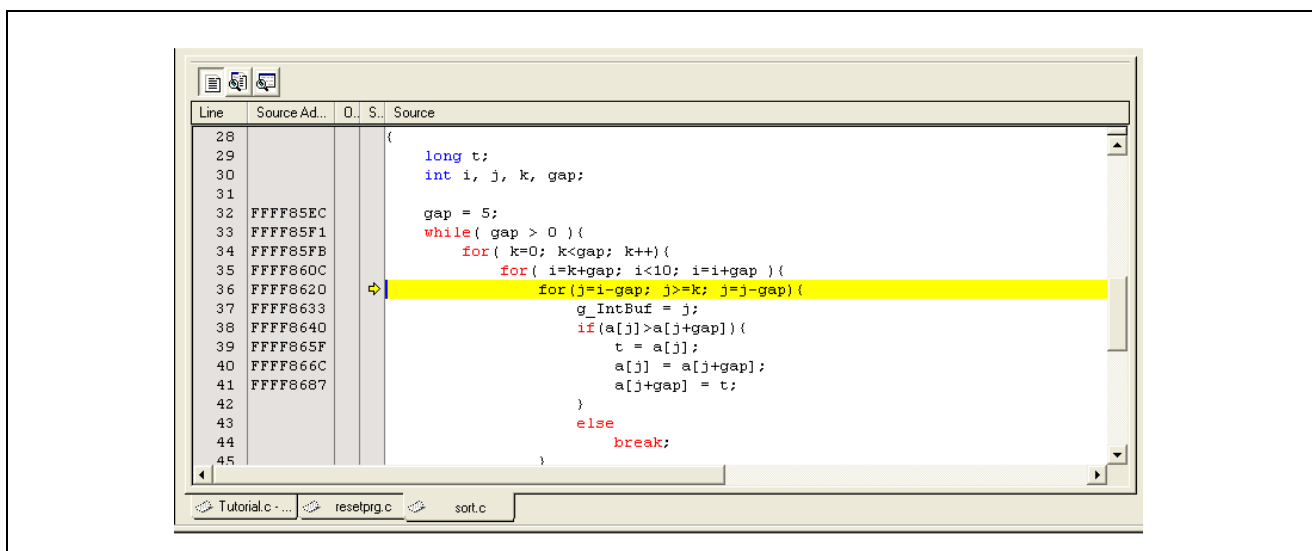 Line Source Ad... O.. S.. Source
28 {
29 long t;
30 int i, j, k, gap;
31
32 FFFF85EC gap = 5;
33 FFFF85F1 while( gap > 0 ){
34 FFFF85FB for( k=0; k<gap; k++){
35 FFFF860C for( i=k+gap; i<10; i=i+gap ){
36 FFFF8620 for(j=i-gap; j>=k; j=j-gap){
37 FFFF8633 g_IntBuf = j;
38 FFFF8640 if(a[j]>a[j+gap]){
39 FFFF865F t = a[j];
40 FFFF866C a[j] = a[j+gap];
41 FFFF8687 a[j+gap] = t;
42 }
43 else
44 break;
45 }
Tutorial.c - ... resetprg.c sort.c